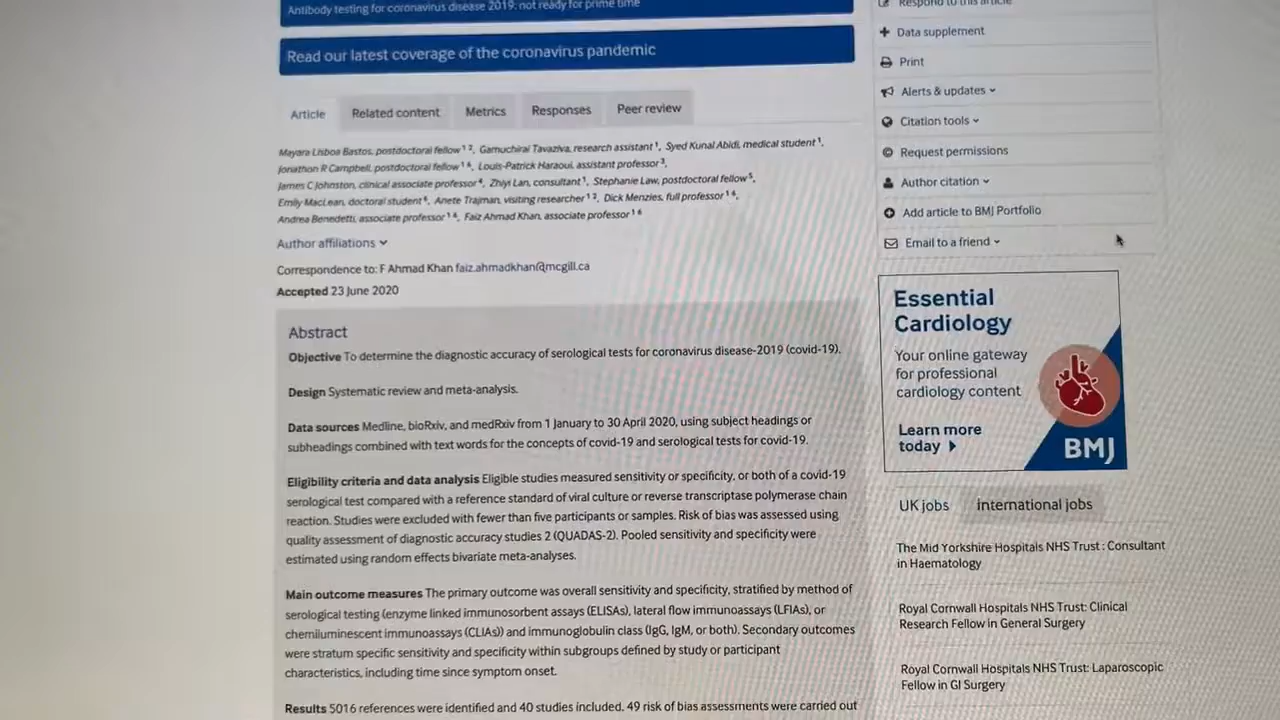 Antibody testing for coronavirus disease 2019: not ready for prime time
Read our latest coverage of the coronavirus pandemic
Article
Related content
Metrics
Responses
Peer review
Mayara Lisboa Bastos, postdoctoral fellow 1 2, Gamuchirai Tavaziva, research assistant 1, Syed Kunal Abidi, medical student 1,
Jonathon R Campbell, postdoctoral fellow 1 4, Louis-Patrick Haraoui, assistant professor 3,
James C Johnston, clinical associate professor 4, Zhiyi Lan, consultant 1, Stephanie Law, postdoctoral fellow 5,
Emily MacLean, doctoral student 6, Anete Trajman, visiting researcher 1 2, Dick Menzies, full professor 1 4,
Andrea Benedetti, associate professor 1 6, Faiz Ahmad Khan, associate professor 1 6
Author affiliations
Correspondence to: F Ahmad Khan faiz.ahmadkhan@mcgill.ca
Accepted 23 June 2020
Abstract
Objective To determine the diagnostic accuracy of serological tests for coronavirus disease-2019 (covid-19).
Design Systematic review and meta-analysis.
Data sources Medline, bioRxiv, and medRxiv from 1 January to 30 April 2020, using subject headings or
subheadings combined with text words for the concepts of covid-19 and serological tests for covid-19.
Eligibility criteria and data analysis Eligible studies measured sensitivity or specificity, or both of a covid-19
serological test compared with a reference standard of viral culture or reverse transcriptase polymerase chain
reaction. Studies were excluded with fewer than five participants or samples. Risk of bias was assessed using
quality assessment of diagnostic accuracy studies 2 (QUADAS-2). Pooled sensitivity and specificity were
estimated using random effects bivariate meta-analyses.
Main outcome measures The primary outcome was overall sensitivity and specificity, stratified by method of
serological testing (enzyme linked immunosorbent assays (ELISAs), lateral flow immunoassays (LFIAs), or
chemiluminescent immunoassays (CLIAs)) and immunoglobulin class (IgG, IgM, or both). Secondary outcomes
were stratum specific sensitivity and specificity within subgroups defined by study or participant
characteristics, including time since symptom onset.
Results 5016 references were identified and 40 studies included. 49 risk of bias assessments were carried out
Respond to this article
Data supplement
Print
Alerts & updates
Citation tools
Request permissions
Author citation
Add article to BMJ Portfolio
Email to a friend
Essential
Cardiology
Your online gateway
for professional
cardiology content
Learn more
today
BMJ
UK jobs
international jobs
The Mid Yorkshire Hospitals NHS Trust : Consultant
in Haematology
Royal Cornwall Hospitals NHS Trust: Clinical
Research Fellow in General Surgery
Royal Cornwall Hospitals NHS Trust: Laparoscopic
Fellow in GI Surgery